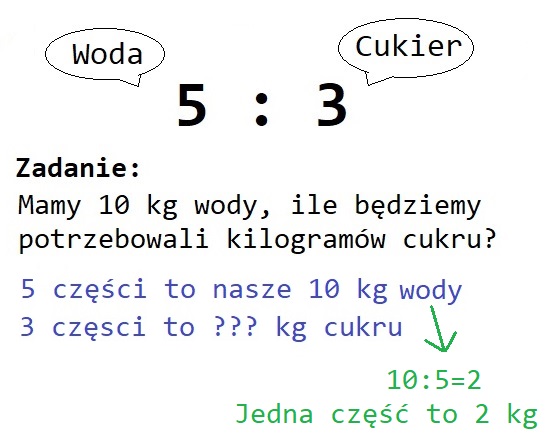 Woda
Cukier
5 : 3
Zadanie:
Mamy 10 kg wody, ile będziemy
potrzebowali kilogramów cukru?
5 części to nasze 10 kg wody
3 częsci to ??? kg cukru
10:5=2
Jedna część to 2 kg